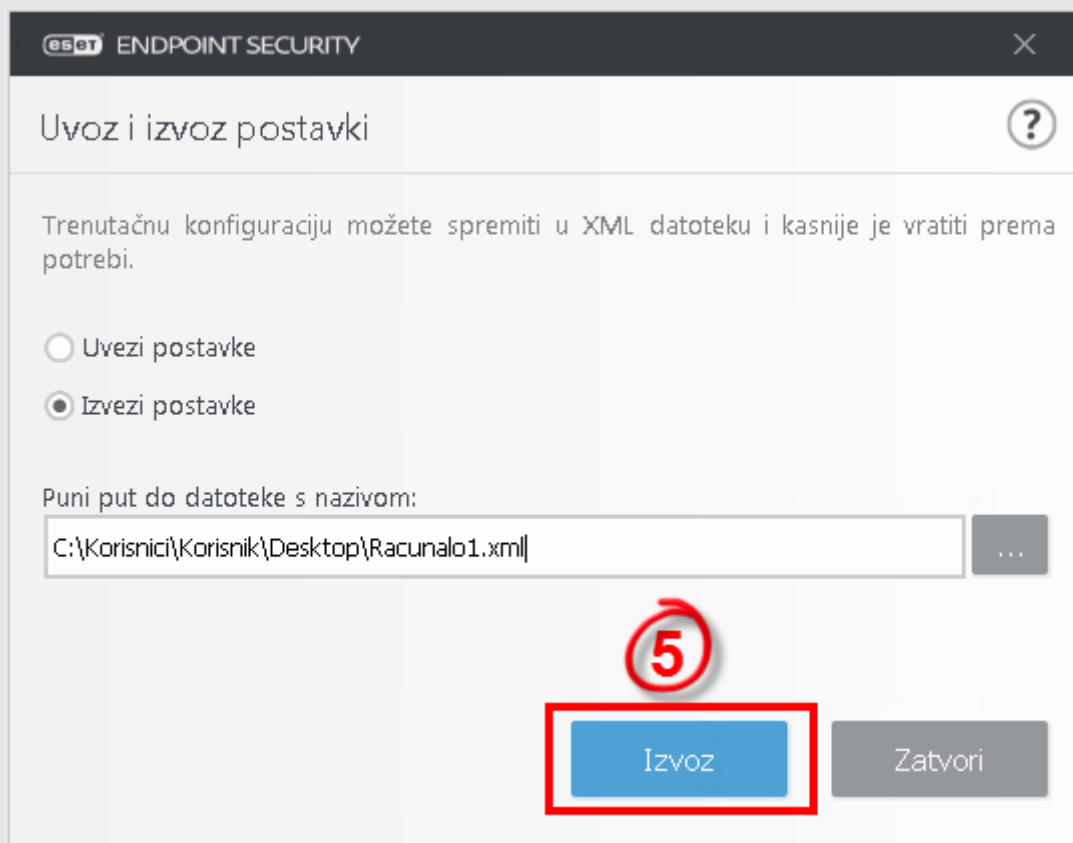 eset ENDPOINT SECURITY
Uvoz i izvoz postavki
?
Trenutačnu konfiguraciju možete spremiti u XML datoteku i kasnije je vratiti prema
potrebi.
Uvezi postavke
Izvezi postavke
Puni put do datoteke s nazivom:
C:\Korisnici\Korisnik\Desktop\Racunalo1.xml
...
5
Izvoz
Zatvori